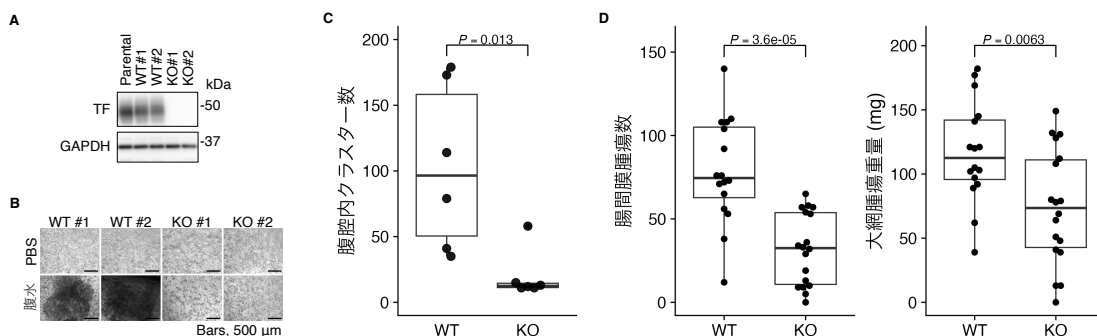 A
Parental
WT#1
WT#2
KO#1
KO#2
kDa
TF
-50
GAPDH
-37
B
WT #1 WT #2 KO #1 KO #2
PBS
腹水
Bars, 500 μm
C
腹腔内クラスター数
200
150
100
50
0
P = 0.013
WT KO
D
腸間膜腫瘍数
150
100
50
0
P = 3.6e-05
WT KO
大網腫瘍重量 (mg)
200
150
100
50
0
P = 0.0063
WT KO